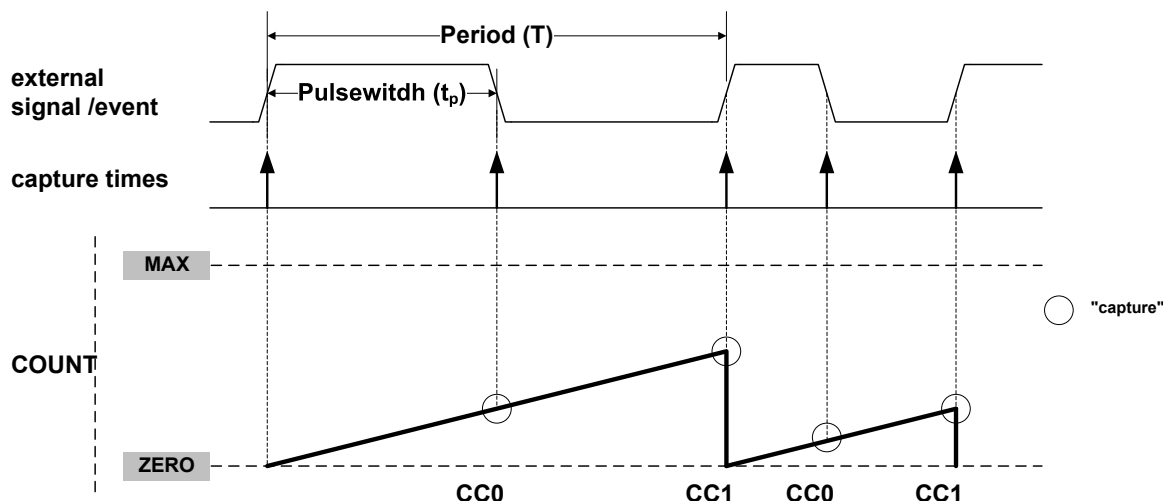 Period (T)
external
signal /event
Pulsewitdh (tp)
capture times
MAX
"capture"
COUNT
ZERO
CC0 CC1 CC0 CC1